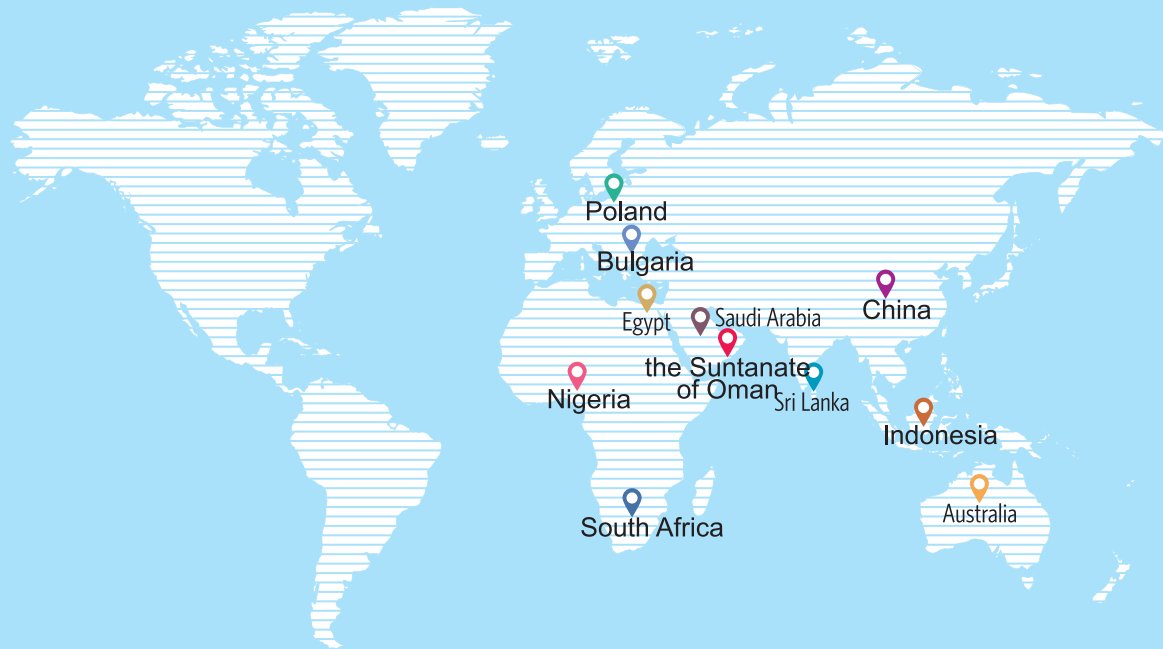 Poland
Bulgaria
China
Egypt
Saudi Arabia
the Suntanate
of Oman
Nigeria
Sri Lanka
Indonesia
Australia
South Africa